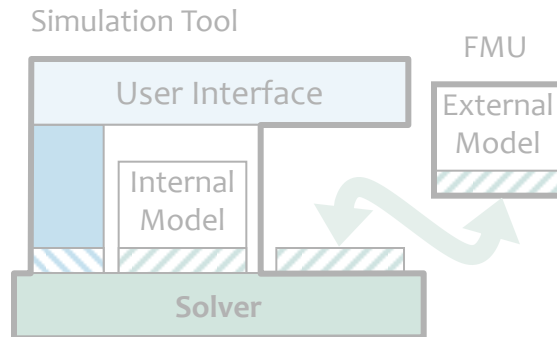 Simulation Tool
FMU
User Interface
External
Model
Internal
Model
Solver